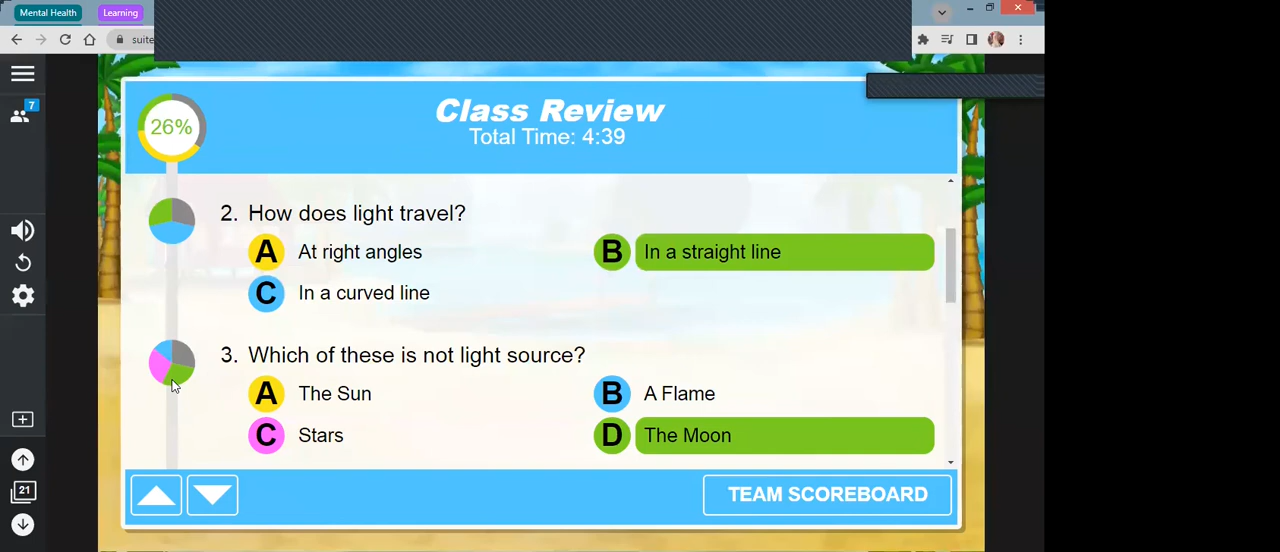 Mental Health Learning
suite
7
26%
Class Review
Total Time: 4:39
2. How does light travel?
A At right angles
B In a straight line
C In a curved line
3. Which of these is not light source?
A The Sun
B A Flame
C Stars
D The Moon
21
TEAM SCOREBOARD